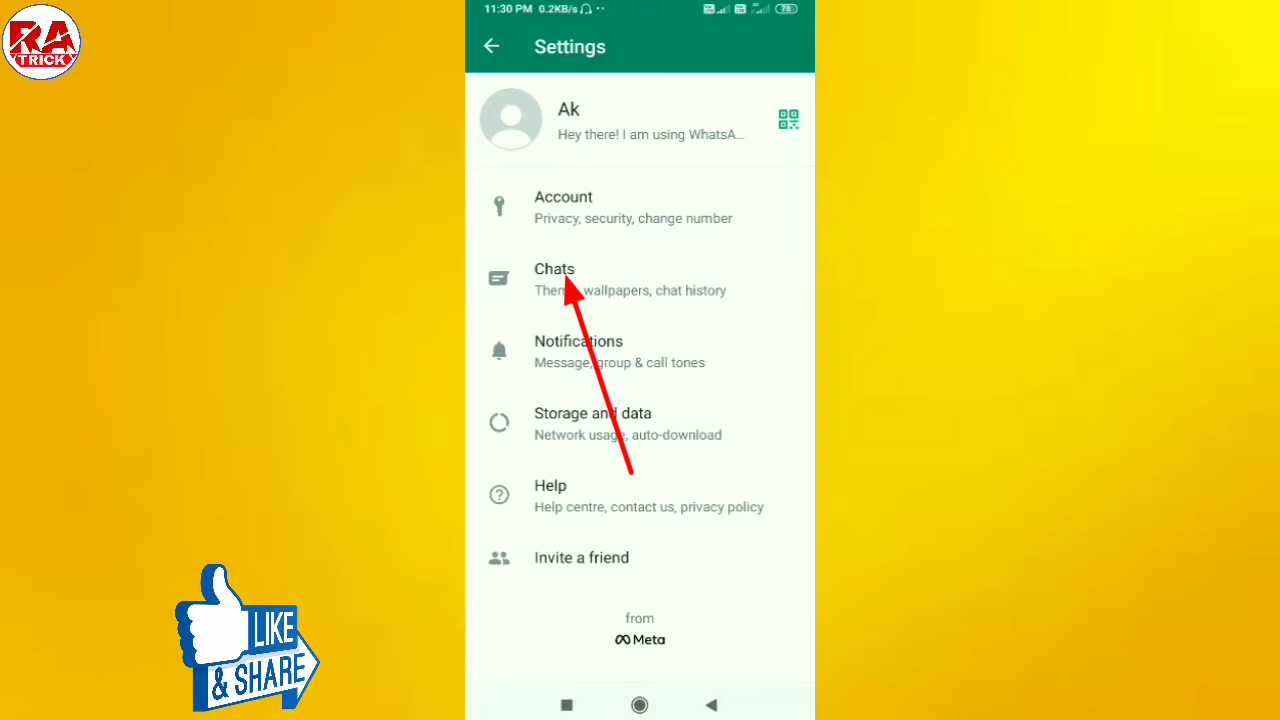 RA
TRICK
11:30 PM 0.2KB/s
78
Settings
Ak
Hey there! I am using WhatsA...
Account
Privacy, security, change number
Chats
Theme, wallpapers, chat history
Notifications
Message, group & call tones
Storage and data
Network usage, auto-download
Help
Help centre, contact us, privacy policy
Invite a friend
from
Meta
LIKE
& SHARE